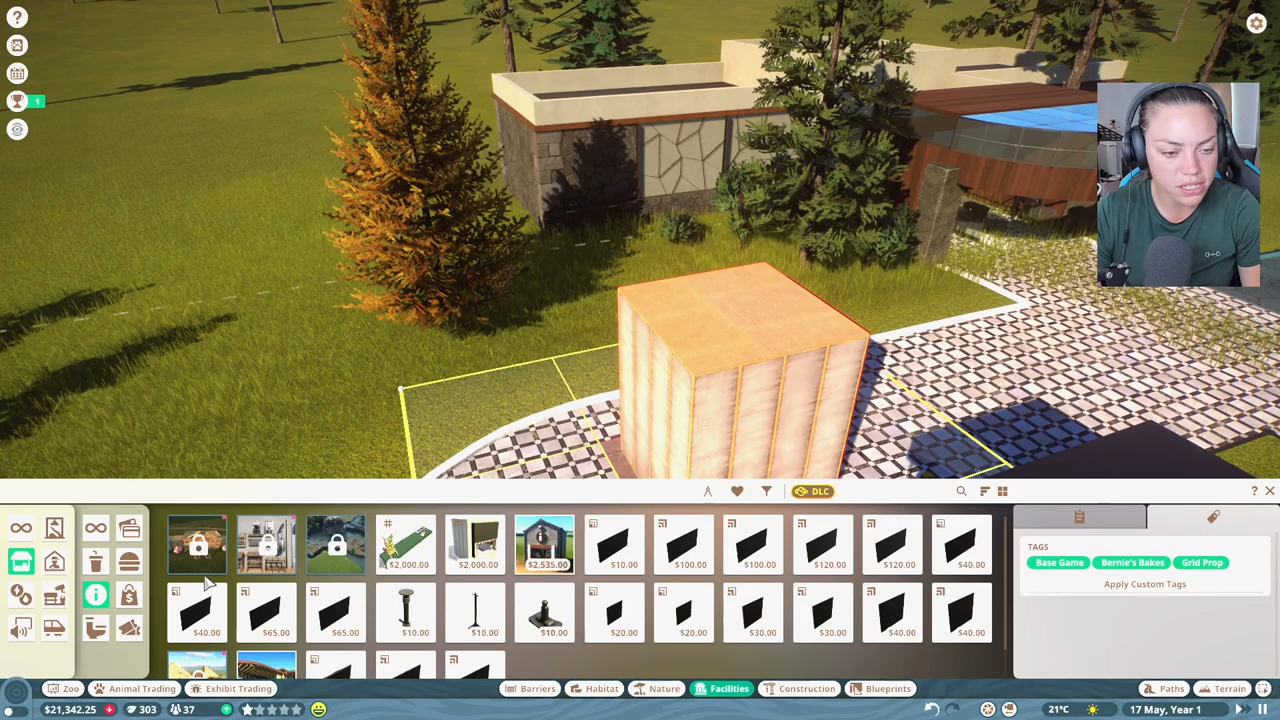 ?
1
DLC
?
$2,000.00
$2,000.00
$2,535.00
$100.00
$100.00
$100.00
$120.00
$120.00
$40.00
$40.00
$65.00
$65.00
$10.00
$10.00
$10.00
$20.00
$20.00
$30.00
$30.00
$40.00
$40.00
TAGS
Base Game
Bernie's Bakes
Grid Prop
Apply Custom Tags
Zoo
Animal Trading
Exhibit Trading
Barriers
Habitat
Nature
Facilities
Construction
Blueprints
Paths
Terrain
$21,342.25
303
37
21°C
17 May, Year 1